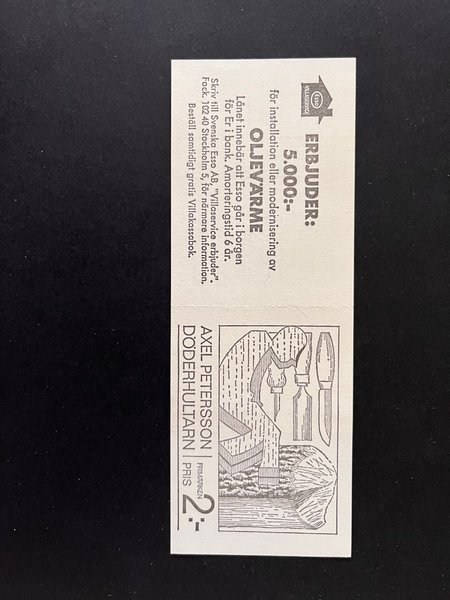 Esso
VILLASERVICE
ERBJUDER:
5.000:-
för installation eller modernisering av
OLJEVÄRME
Lånet innebär att Esso går i borgen
för Er i bank. Amorteringstid 6 år.
Skriv till Svenska Esso AB, "Villaservice erbjuder".
Fack. 102 40 Stockholm 5, för närmare information.
Beställ samtidigt gratis Villakassabok.
AXEL PETERSSON
DÖDERHULTARN
FRIMÄRKEN
PRIS
2:-